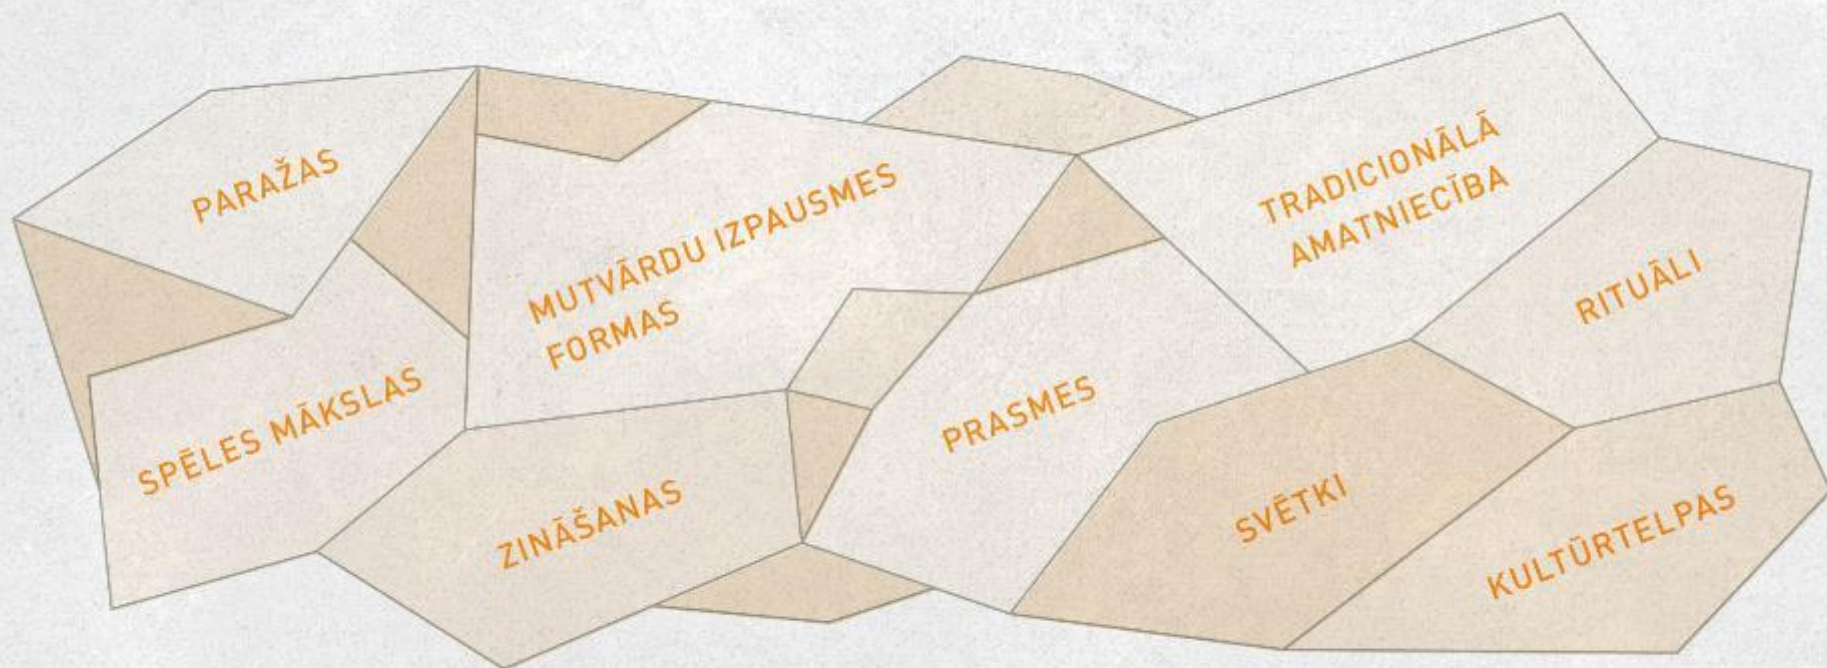 PARAŽAS
MUTVĀRDU IZPAUSMES
FORMAS
TRADICIONĀLĀ
AMATNIECĪBA
RITUĀLI
SPĒLES MĀKSLAS
ZINĀŠANAS
PRASMES
SVĒTKI
KULTŪRTELPAS